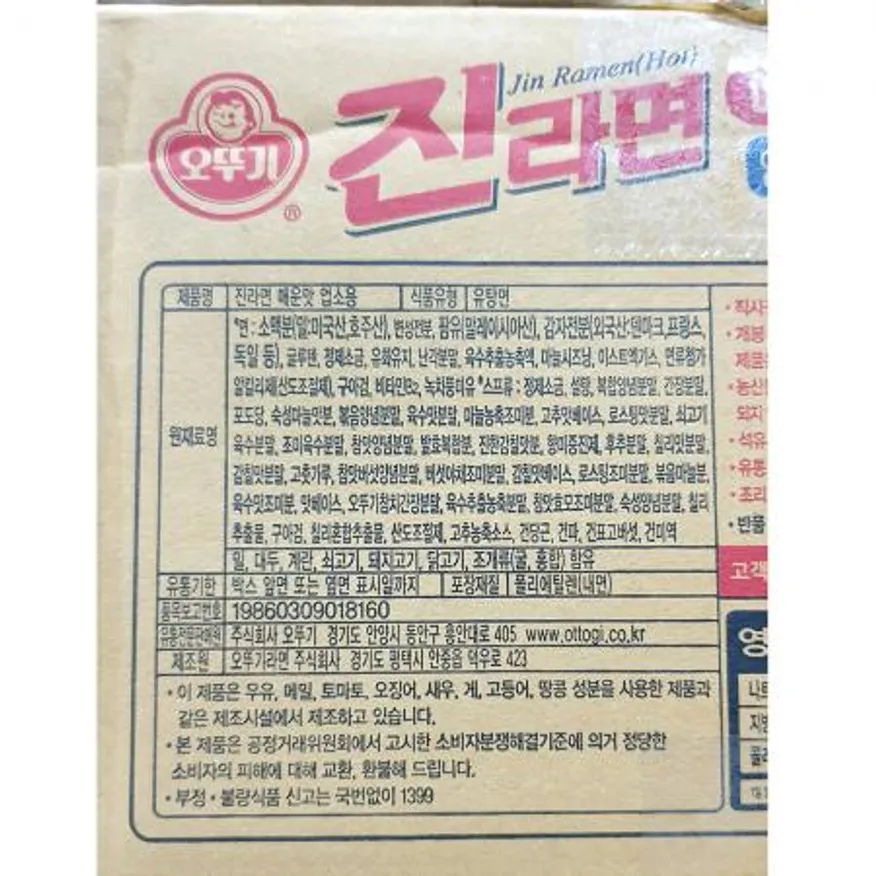 Jin Ramen(Hot)
오뚜기
®
진라면
제품명 진라면 매운맛 업소용 식품유형 유탕면
원재료명
*면 : 소맥분(밀:미국산,호주산), 변성전분, 팜유(말레이시아산), 감자전분(외국산:덴마크,프랑스,
독일 등), 글루텐, 정제소금, 유화유지, 난각분말, 육수추출농축액, 마늘시즈닝, 이스트엑기스, 면류첨가
알칼리제(산도조절제), 구아검, 비타민B₂, 녹차풍미유 *스프류 : 정제소금, 설탕, 복합양념분말, 간장분말,
포도당, 숙성마늘맛분, 볶음양념분말, 육수맛분말, 마늘농축조미분, 고추맛베이스, 로스팅맛분말, 쇠고기
육수분말, 조미육수분말, 참맛양념분말, 발효복합분, 진한감칠맛분, 향미증진제, 후추분말, 칠리맛분말,
감칠맛분말, 고춧가루, 참맛버섯양념분말, 버섯야채조미분말, 감칠맛베이스, 로스팅조미분말, 볶음마늘분,
육수맛조미분, 맛베이스, 오뚜기참치간장분말, 육수추출농축분말, 참맛효모조미분말, 숙성양념분말, 칠리
추출물, 구아검, 칠리혼합추출물, 산도조절제, 고추농축소스, 건당근, 건파, 건표고버섯, 건미역
밀, 대두, 계란, 쇠고기, 돼지고기, 닭고기, 조개류(굴, 홍합) 함유
유통기한 박스 앞면 또는 옆면 표시일까지 포장재질 폴리에틸렌(내면)
품목보고번호 19860309018160
유통전문판매원 주식회사 오뚜기 경기도 안양시 동안구 흥안대로 405 www.ottogi.co.kr
제조원 오뚜기라면 주식회사 경기도 평택시 안중읍 덕우로 423
• 이 제품은 우유, 메밀, 토마토, 오징어, 새우, 게, 고등어, 땅콩 성분을 사용한 제품과
같은 제조시설에서 제조하고 있습니다.
• 본 제품은 공정거래위원회에서 고시한 소비자분쟁해결기준에 의거 정당한
소비자의 피해에 대해 교환, 환불해 드립니다.
• 부정 • 불량식품 신고는 국번없이 1399
• 직사
• 개봉
제품
• 농산
돼지
• 석유
• 유통
• 조리
• 반품
고객
영
나트
지방
콜